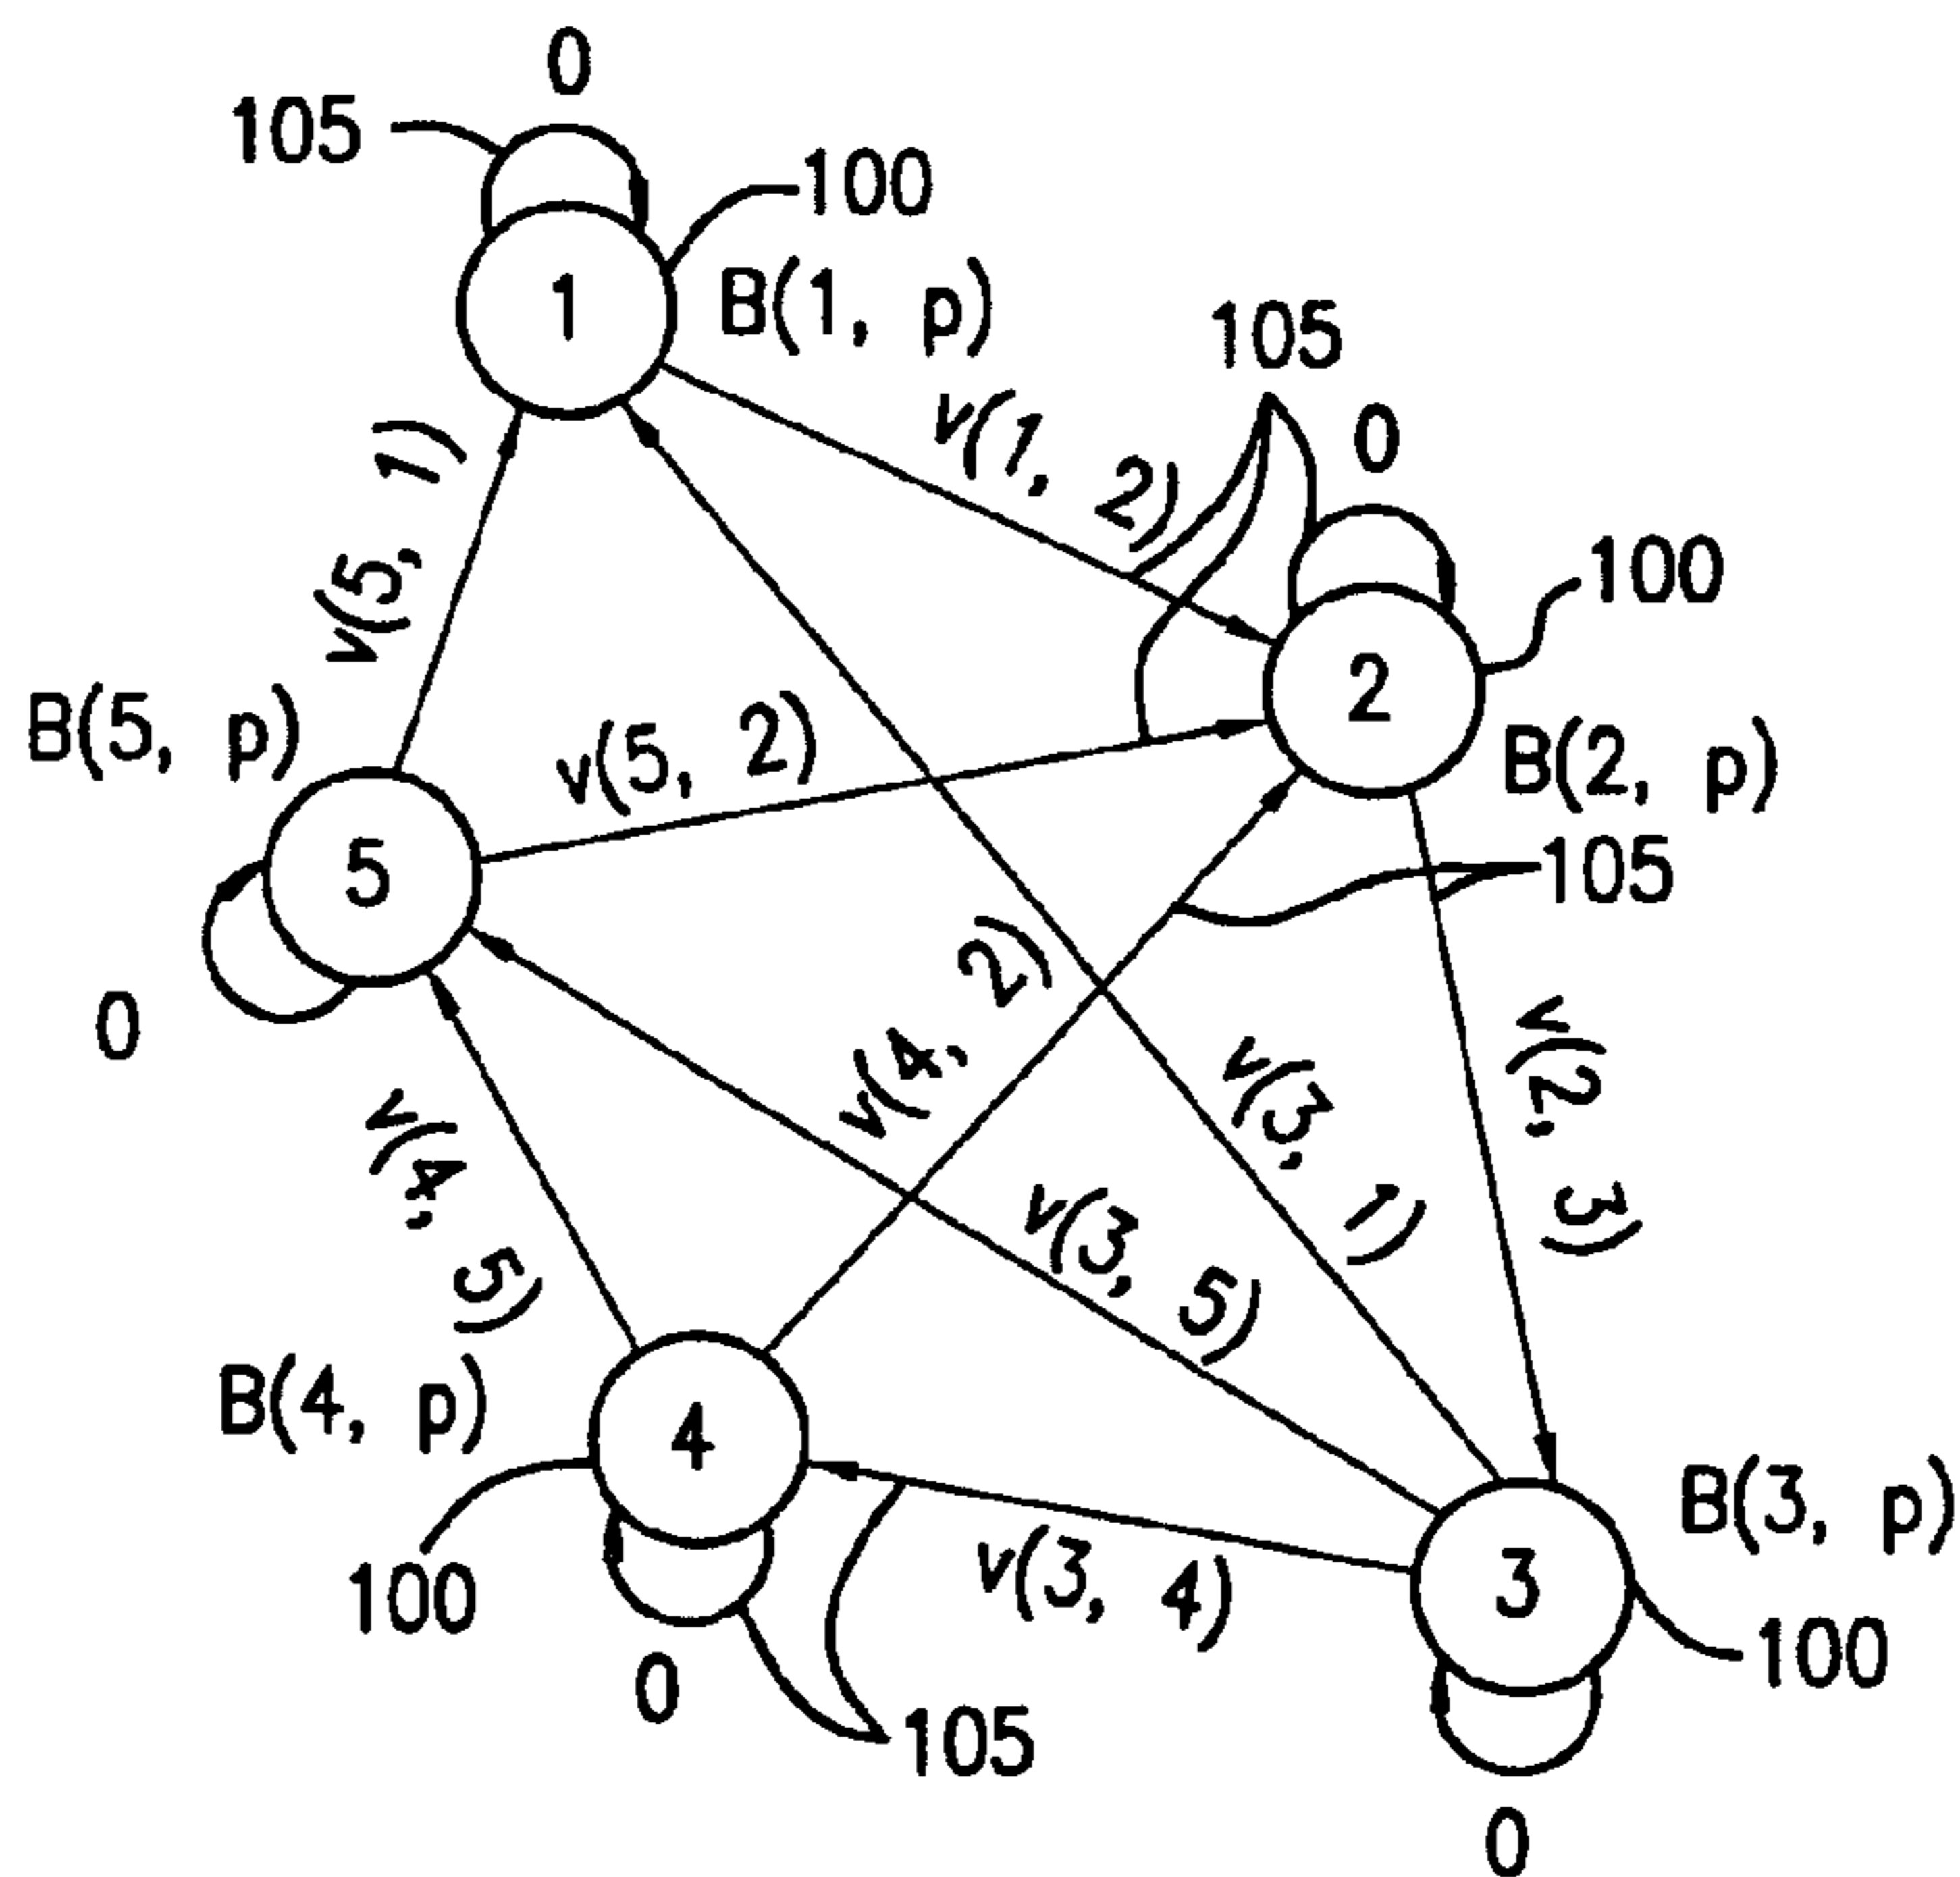 0
105
100
1
B(1, p)
105
v(1, 2)
0
v(5, 1)
100
2
B(5, p)
v(5, 2)
B(2, p)
5
105
v(4, 2)
0
v(3, 1)
v(2, 3)
v(4, 5)
v(3, 5)
B(4, p)
4
B(3, p)
100
v(3, 4)
3
100
0
105
0